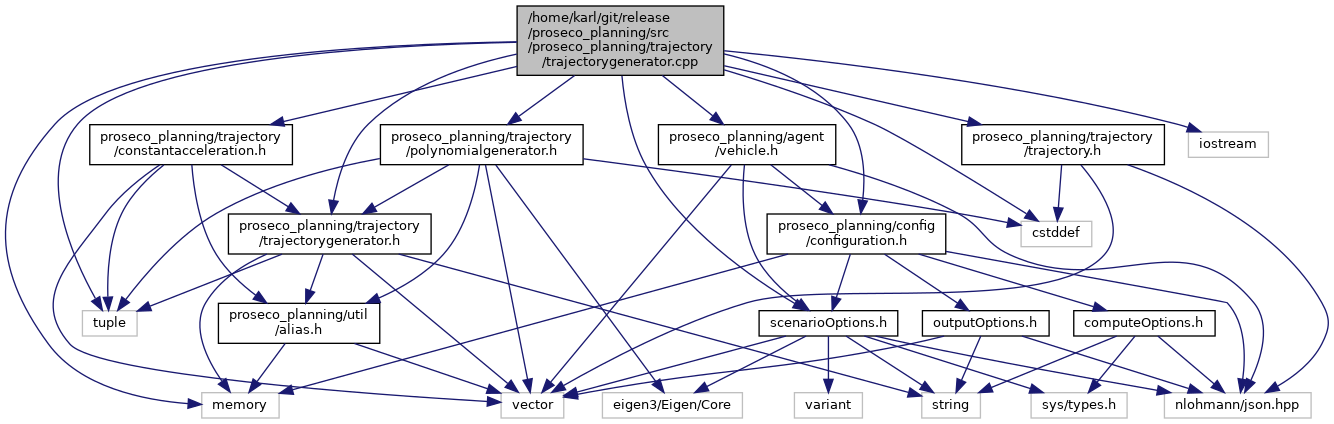 /home/karl/git/release
/proseco_planning/src
/proseco_planning/trajectory
/trajectorygenerator.cpp
proseco_planning/trajectory
/constantacceleration.h
proseco_planning/trajectory
/polynomialgenerator.h
proseco_planning/agent
/vehicle.h
proseco_planning/trajectory
/trajectory.h
iostream
proseco_planning/trajectory
/trajectorygenerator.h
proseco_planning/config
/configuration.h
cstddef
tuple
proseco_planning/util
/alias.h
scenarioOptions.h
outputOptions.h
computeOptions.h
memory
vector
eigen3/Eigen/Core
variant
string
sys/types.h
nlohmann/json.hpp